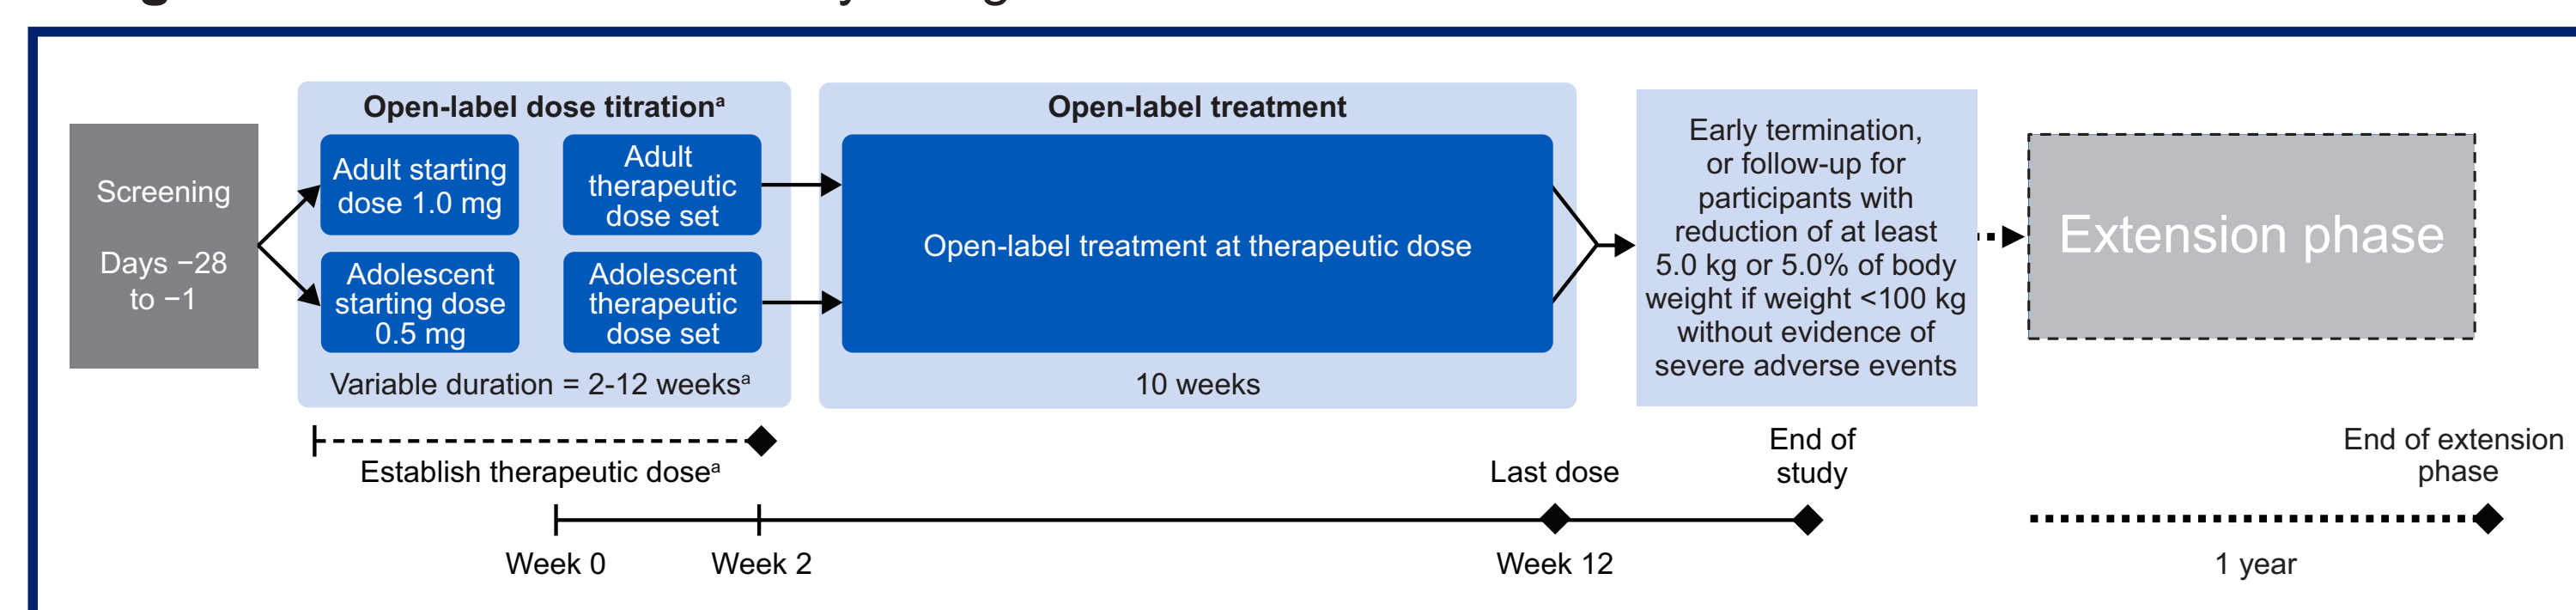 Screening
Days −28
to −1
Open-label dose titrationᵃ
Adult starting
dose 1.0 mg
Adult
therapeutic
dose set
Adolescent
starting dose
0.5 mg
Adolescent
therapeutic
dose set
Variable duration = 2-12 weeksᵃ
Open-label treatment
Open-label treatment at therapeutic dose
10 weeks
Early termination,
or follow-up for
participants with
reduction of at least
5.0 kg or 5.0% of body
weight if weight <100 kg
without evidence of
severe adverse events
Extension phase
Establish therapeutic doseᵃ
Last dose
End of
study
End of extension
phase
Week 0
Week 2
Week 12
1 year